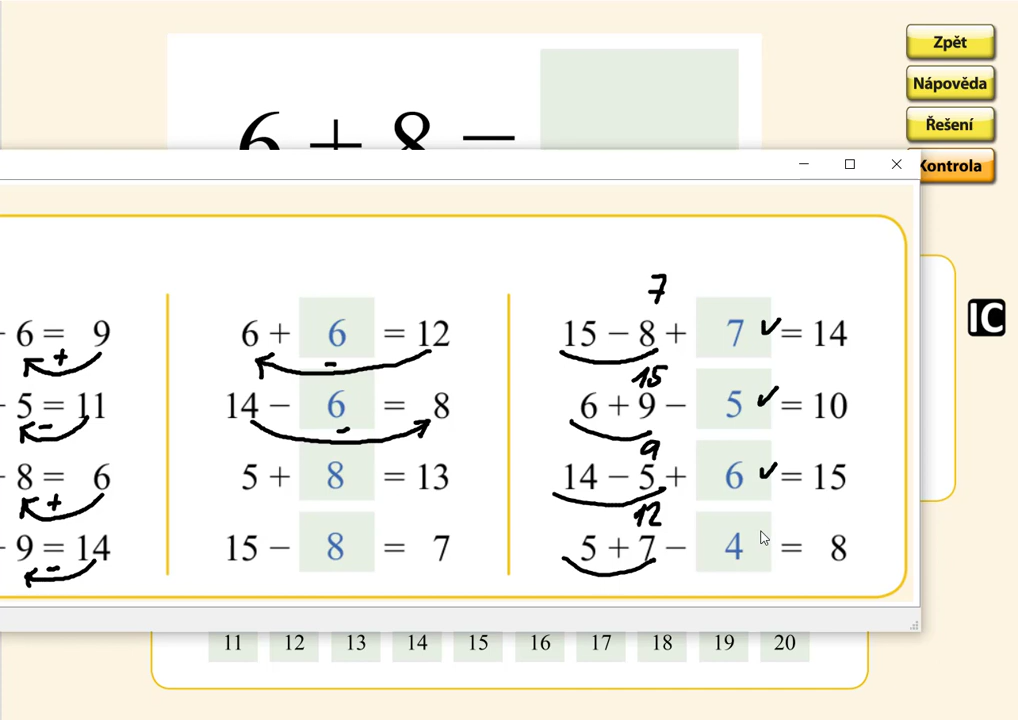 Zpět
Nápověda
Řešení
Kontrola
6 + 8 =
IC
7
6 = 9
6 + 6 = 12
15 − 8 + 7 ✓ = 14
+
-
15
5 = 11
14 − 6 = 8
6 + 9 − 5 ✓ = 10
-
-
9
8 = 6
5 + 8 = 13
14 − 5 + 6 ✓ = 15
+
12
9 = 14
15 − 8 = 7
5 + 7 − 4 = 8
-
11 12 13 14 15 16 17 18 19 20